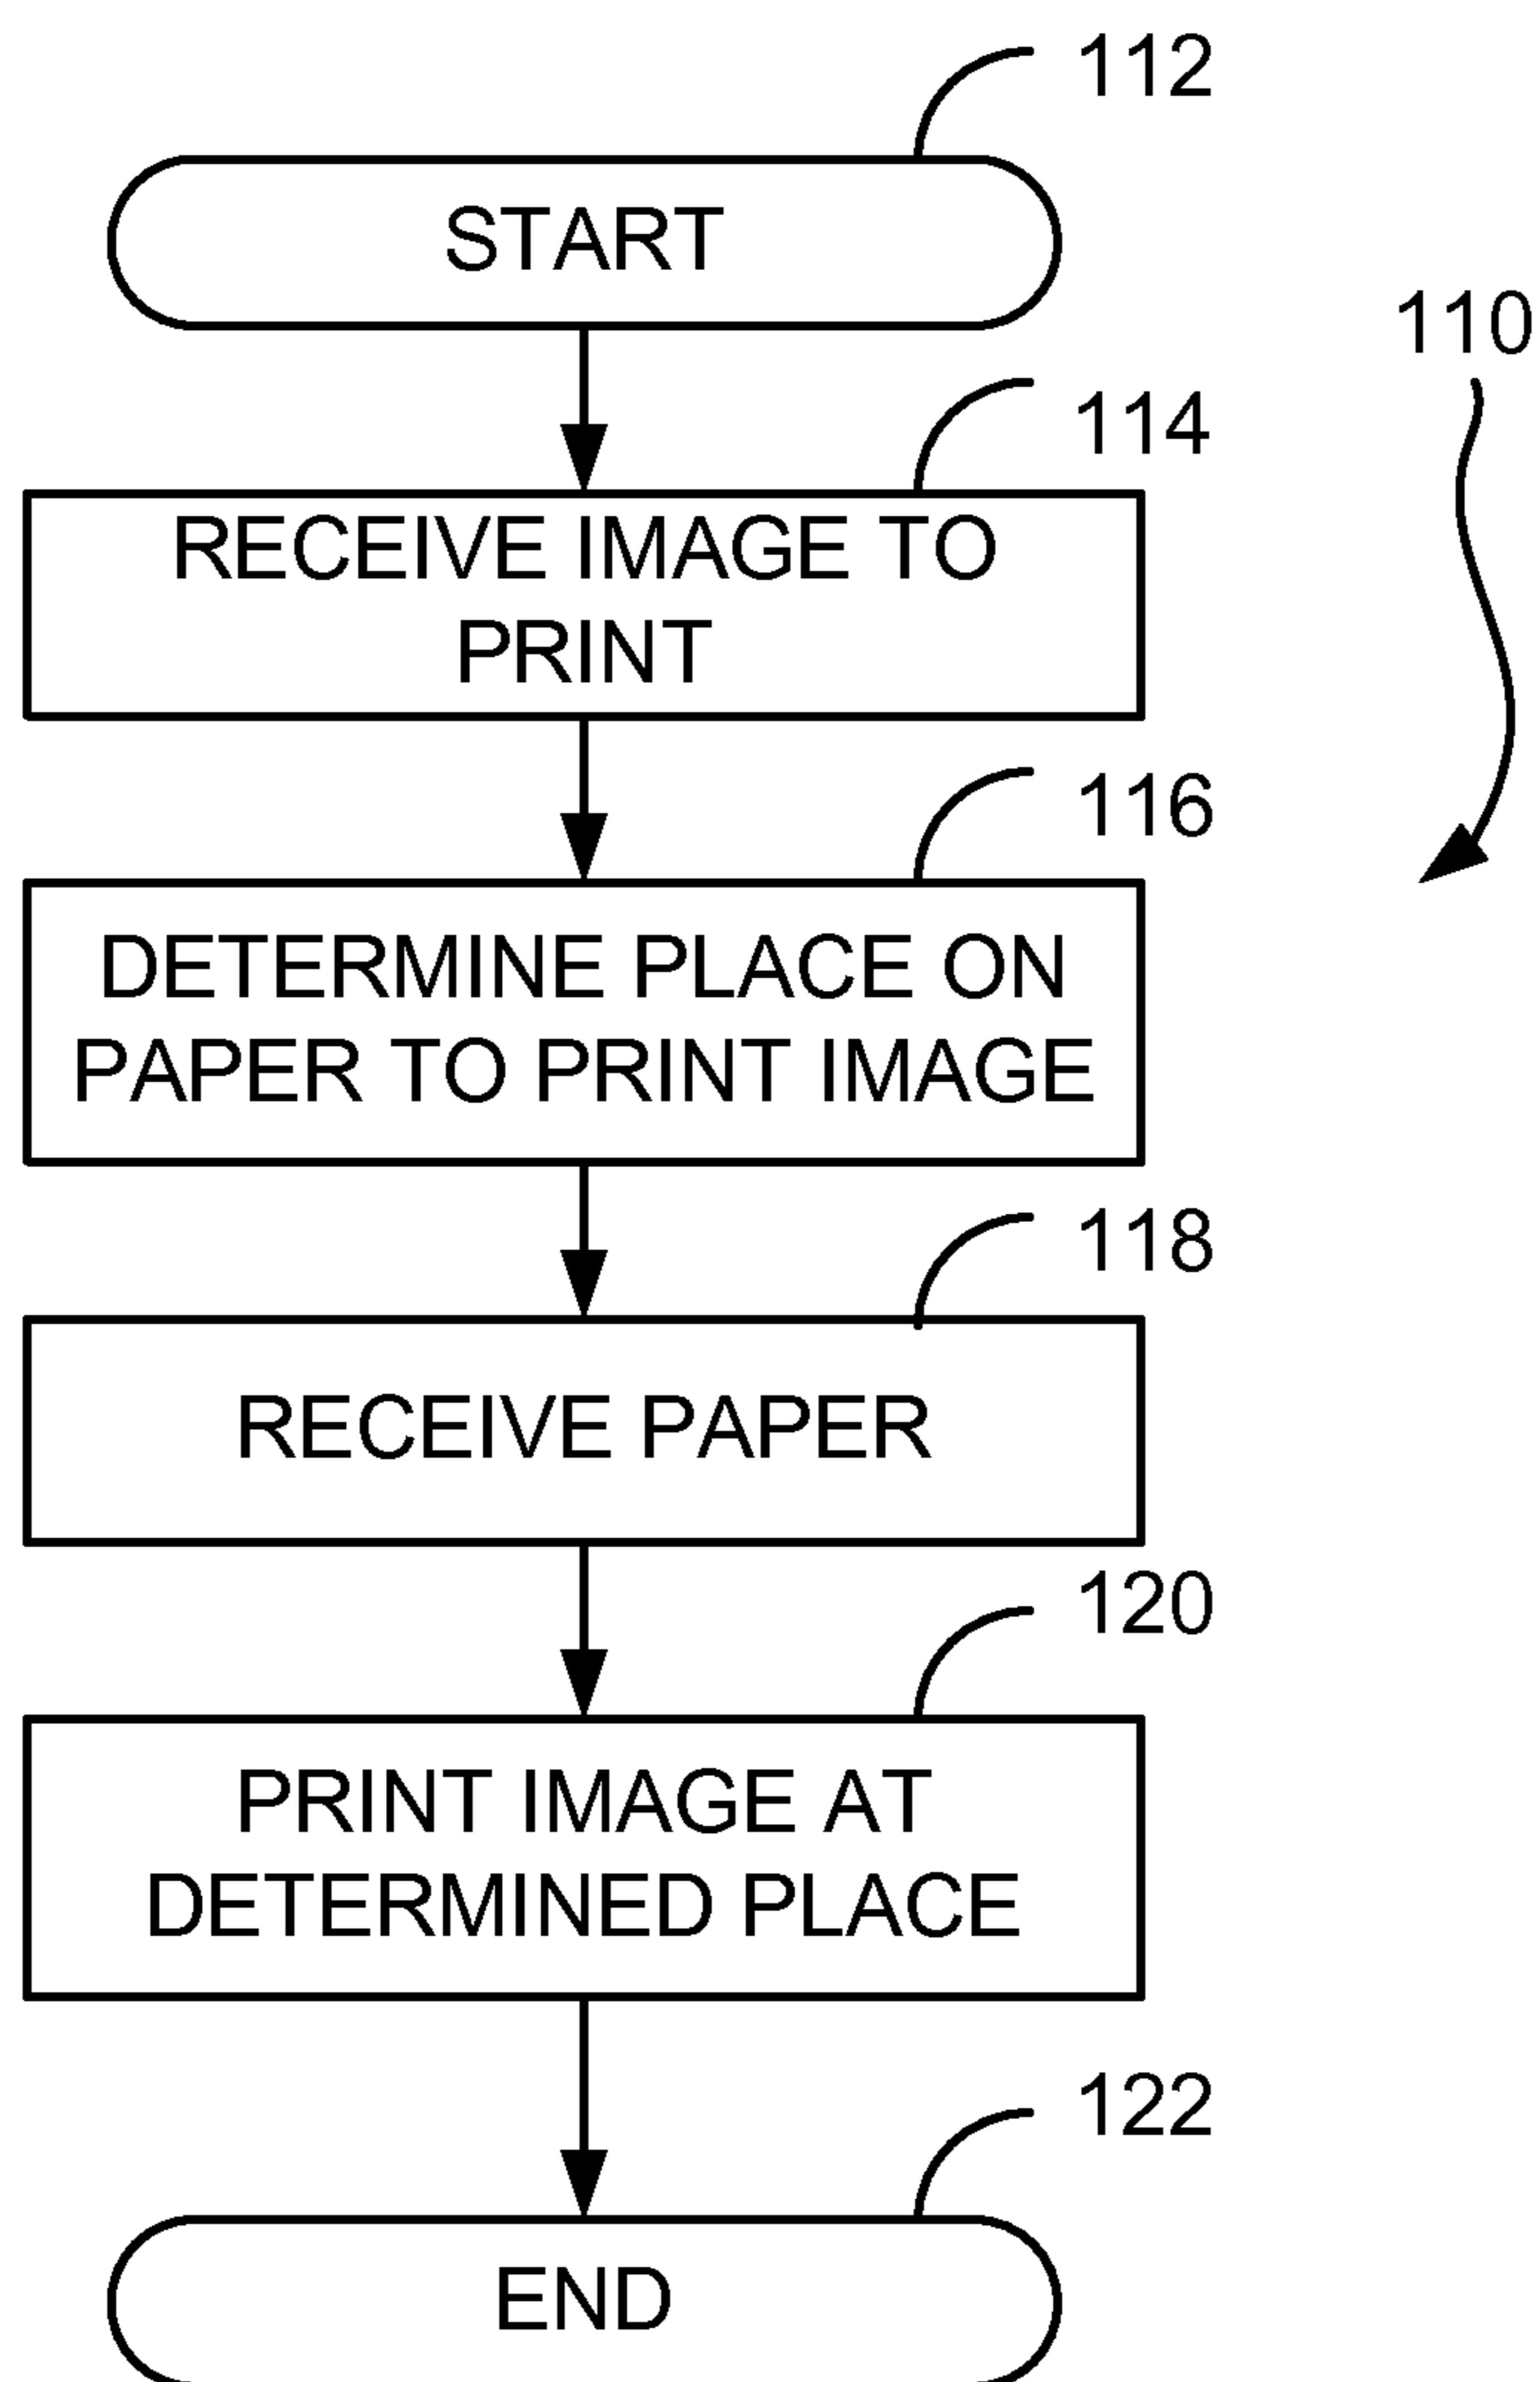 112
START
110
114
RECEIVE IMAGE TO
PRINT
116
DETERMINE PLACE ON
PAPER TO PRINT IMAGE
118
RECEIVE PAPER
120
PRINT IMAGE AT
DETERMINED PLACE
122
END